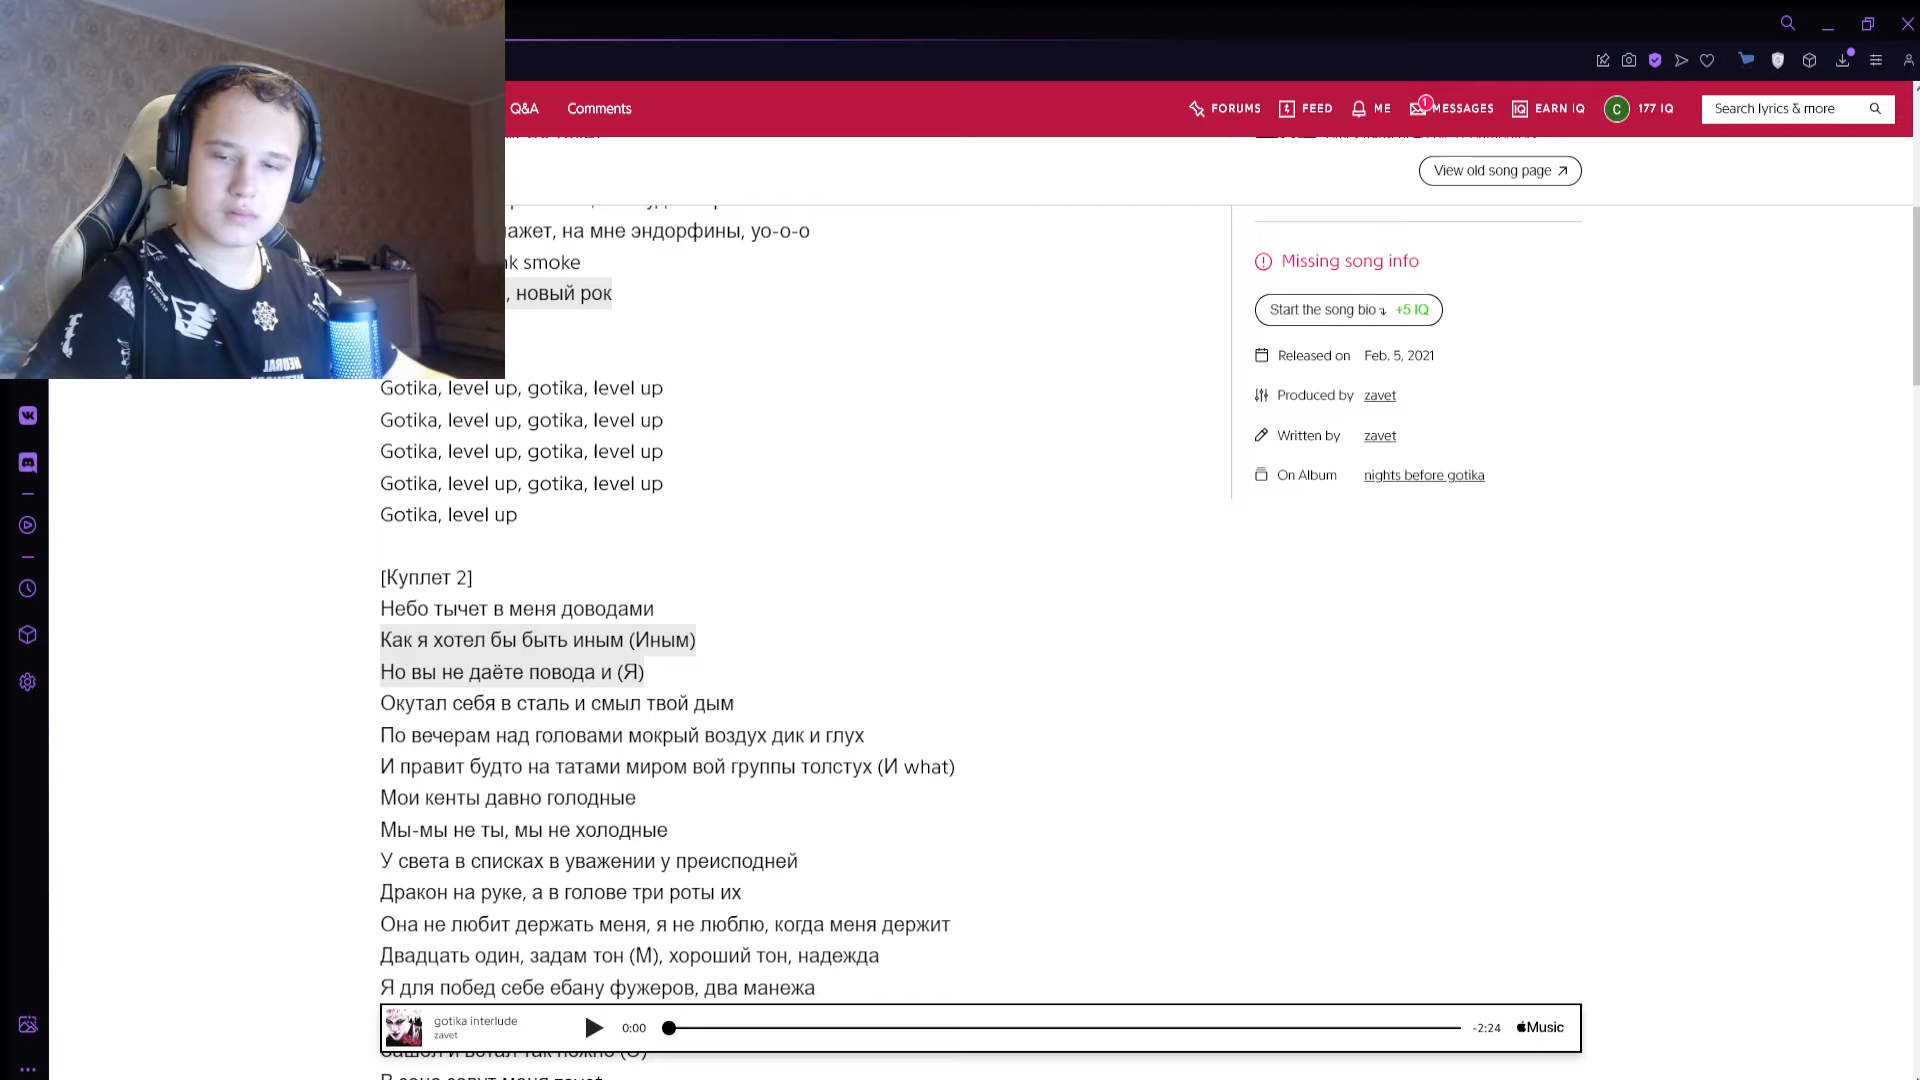 Q&A
Comments
FORUMS
FEED
ME
1
MESSAGES
IQ
EARN IQ
C
177 IQ
Search lyrics & more
View old song page
ажет, на мне эндорфины, yo-o-o
nk smoke
, новый рок
Gotika, level up, gotika, level up
Gotika, level up, gotika, level up
Gotika, level up, gotika, level up
Gotika, level up, gotika, level up
Gotika, level up
[Куплет 2]
Небо тычет в меня доводами
Как я хотел бы быть иным (Иным)
Но вы не даёте повода и (Я)
Окутал себя в сталь и смыл твой дым
По вечерам над головами мокрый воздух дик и глух
И правит будто на татами миром вой группы толстух (И what)
Мои кенты давно голодные
Мы-мы не ты, мы не холодные
У света в списках в уважении у преисподней
Дракон на руке, а в голове три роты их
Она не любит держать меня, я не люблю, когда меня держит
Двадцать один, задам тон (М), хороший тон, надежда
Я для побед себе ебану фужеров, два манежа
Missing song info
Start the song bio +5 IQ
Released on Feb. 5, 2021
Produced by zavet
Written by zavet
On Album nights before gotika
gotika interlude
zavet
0:00
-2:24
Music